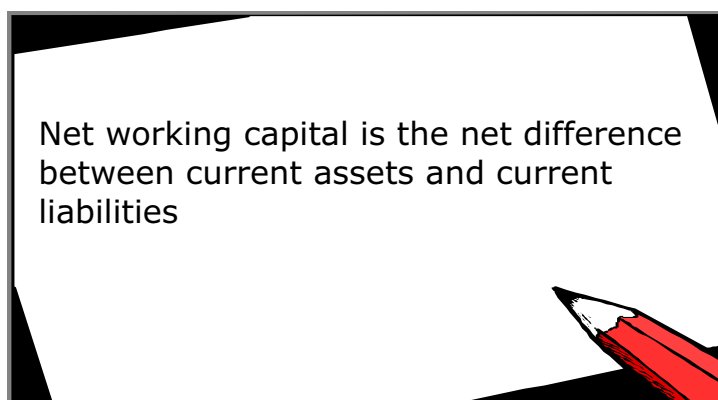 Net working capital is the net difference
between current assets and current
liabilities